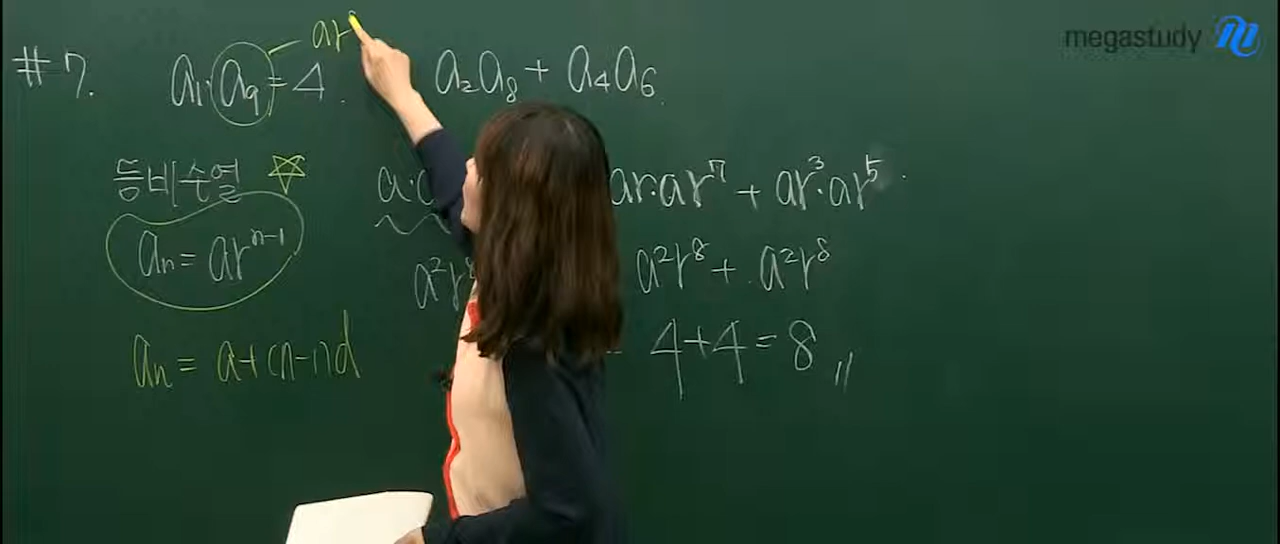 megastudy
ar⁸
#7. a₁·a₉ = 4. a₂a₈ + a₄a₆.
등비수열 a· ar·ar⁷ + ar³·ar⁵.
aₙ = arⁿ⁻¹ a²r⁸ a²r⁸ + a²r⁸
aₙ = a+(n-1)d 4+4 = 8